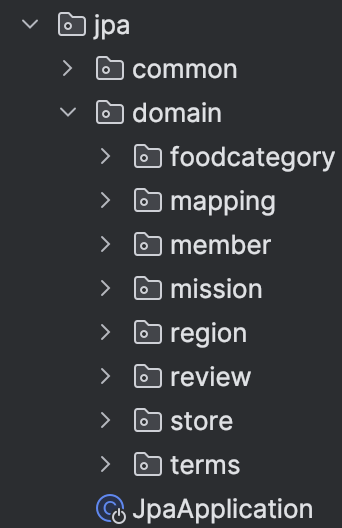 jpa
common
domain
foodcategory
mapping
member
mission
region
review
store
terms
JpaApplication